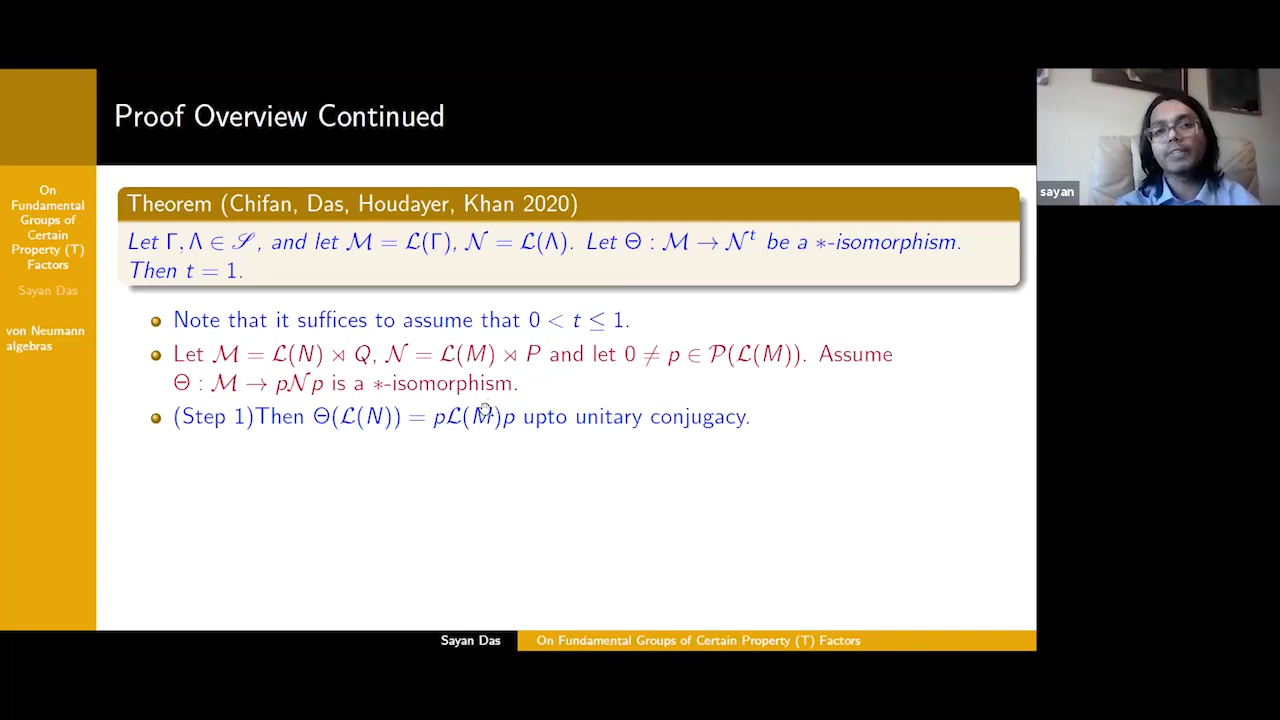 Proof Overview Continued
On
Fundamental
Groups of
Certain
Property (T)
Factors
Sayan Das
von Neumann
algebras
Theorem (Chifan, Das, Houdayer, Khan 2020)
Let Γ, Λ ∈ 𝒮, and let ℳ = ℒ(Γ), 𝒩 = ℒ(Λ). Let Θ : ℳ → 𝒩ᵗ be a ∗-isomorphism.
Then t = 1.
Note that it suffices to assume that 0 < t ≤ 1.
Let ℳ = ℒ(N) ⋊ Q, 𝒩 = ℒ(M) ⋊ P and let 0 ≠ p ∈ 𝒫(ℒ(M)). Assume
Θ : ℳ → p𝒩p is a ∗-isomorphism.
(Step 1)Then Θ(ℒ(N)) = pℒ(M)p upto unitary conjugacy.
sayan
Sayan Das
On Fundamental Groups of Certain Property (T) Factors